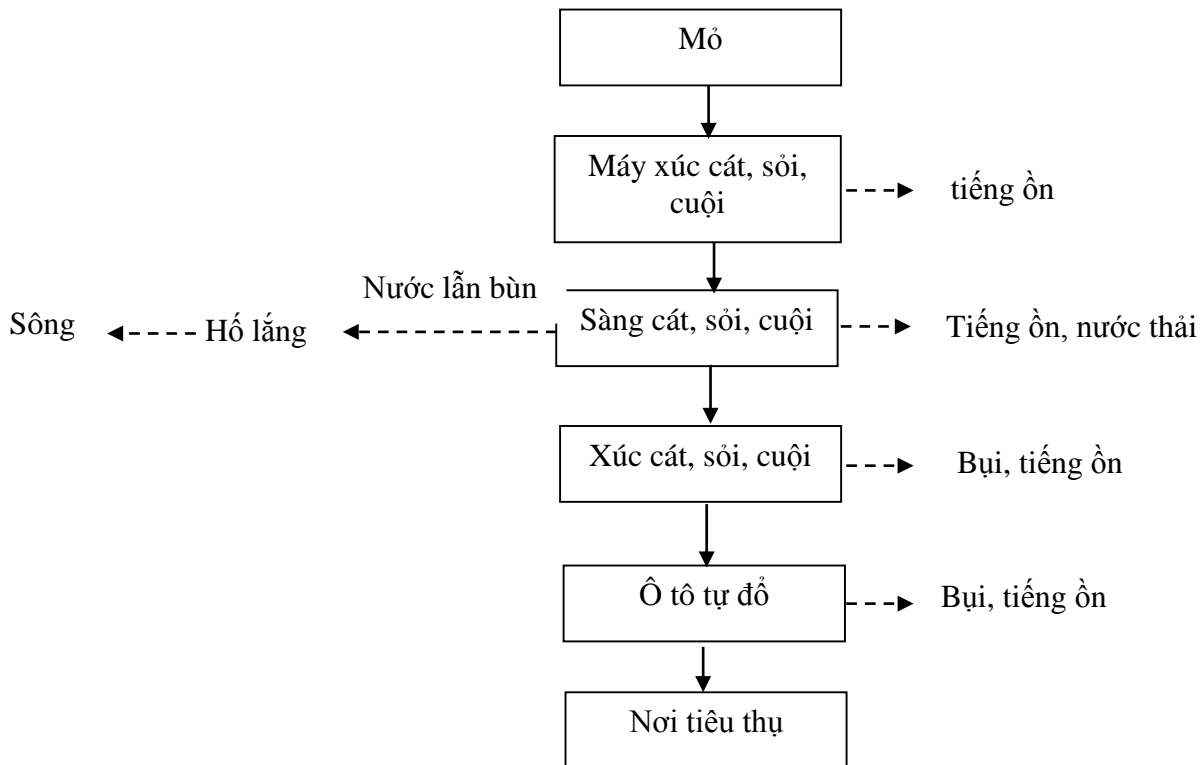 Mỏ
Máy xúc cát, sỏi,
cuội
tiếng ồn
Nước lẫn bùn
Sông
Hố lắng
Sàng cát, sỏi, cuội
Tiếng ồn, nước thải
Xúc cát, sỏi, cuội
Bụi, tiếng ồn
Ô tô tự đổ
Bụi, tiếng ồn
Nơi tiêu thụ